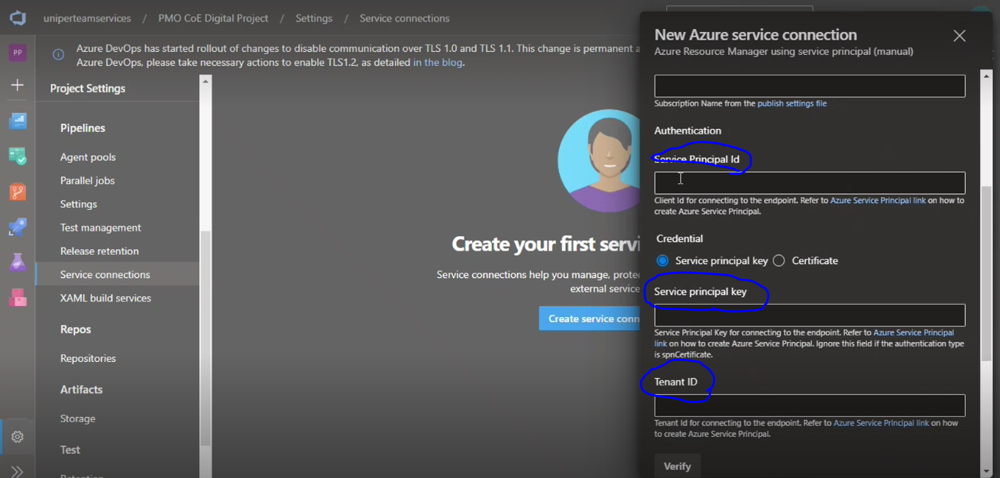 uniperteamservices / PMO CoE Digital Project / Settings / Service connections
PP
Azure DevOps has started rollout of changes to disable communication over TLS 1.0 and TLS 1.1. This change is permanent a
Azure DevOps, please take necessary actions to enable TLS1.2, as detailed in the blog.
Project Settings
Pipelines
Agent pools
Parallel jobs
Settings
Test management
Release retention
Service connections
XAML build services
Repos
Repositories
Artifacts
Storage
Test
Create your first servi
Service connections help you manage, prote
external service
Create service conn
New Azure service connection
Azure Resource Manager using service principal (manual)
Subscription Name from the publish settings file
Authentication
Service Principal Id
Client Id for connecting to the endpoint. Refer to Azure Service Principal link on how to
create Azure Service Principal.
Credential
Service principal key
Certificate
Service principal key
Service Principal Key for connecting to the endpoint. Refer to Azure Service Principal
link on how to create Azure Service Principal. Ignore this field if the authentication type
is spnCertificate.
Tenant ID
Tenant Id for connecting to the endpoint. Refer to Azure Service Principal link on how
to create Azure Service Principal.
Verify